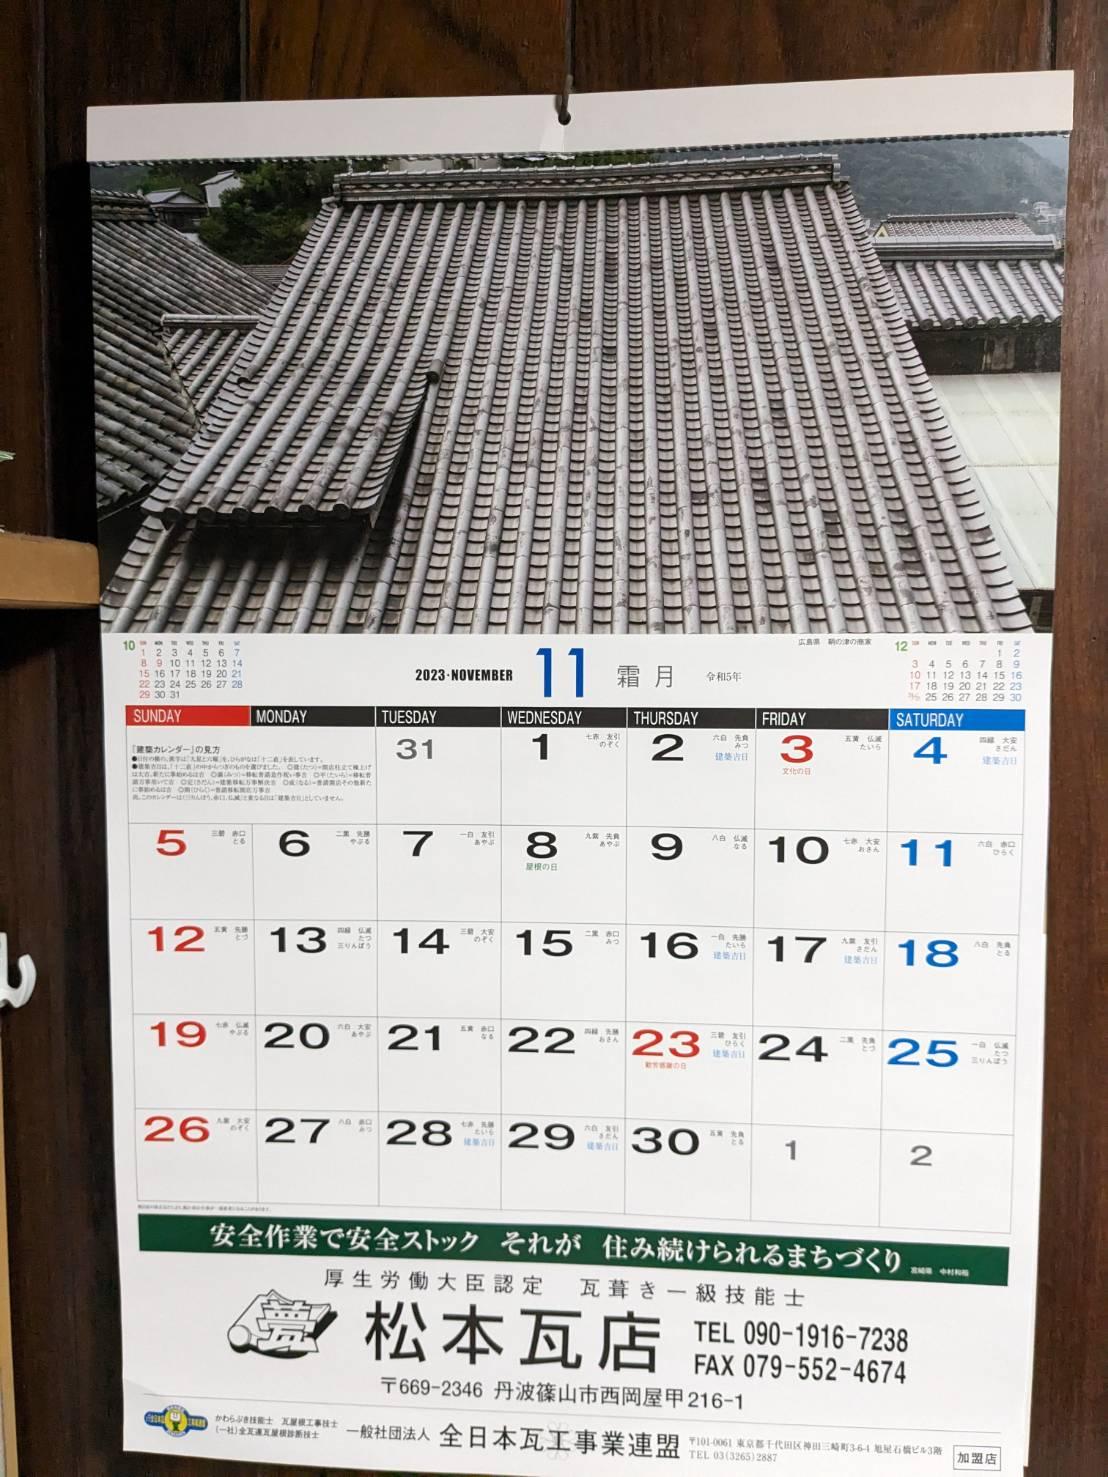 広島県 鞆の津の商家
10
SUN MON TUE WED THU FRI SAT
1 2 3 4 5 6 7
8 9 10 11 12 13 14
15 16 17 18 19 20 21
22 23 24 25 26 27 28
29 30 31
2023・NOVEMBER 11 霜月 令和5年
12
SUN MON TUE WED THU FRI SAT
1 2
3 4 5 6 7 8 9
10 11 12 13 14 15 16
17 18 19 20 21 22 23
24/31 25 26 27 28 29 30
SUNDAY MONDAY TUESDAY WEDNESDAY THURSDAY FRIDAY SATURDAY
「建築カレンダー」の見方
31
1 七赤 友引 のぞく
2 六白 先負 みつ 建築吉日
3 五黄 仏滅 たいら 文化の日
4 四緑 大安 さだん 建築吉日
5 三碧 赤口 とる
6 二黒 先勝 やぶる
7 一白 友引 あやぶ
8 九紫 先負 あやぶ 屋根の日
9 八白 仏滅 なる
10 七赤 大安 おさん
11 六白 赤口 ひらく
12 五黄 先勝 とづ
13 四緑 仏滅 たつ 三りんぼう
14 三碧 大安 のぞく
15 二黒 赤口 みつ
16 一白 先勝 たいら 建築吉日
17 九紫 友引 さだん 建築吉日
18 八白 先負 とる
19 七赤 仏滅 やぶる
20 六白 大安 あやぶ
21 五黄 赤口 なる
22 四緑 先勝 おさん
23 三碧 友引 ひらく 建築吉日 勤労感謝の日
24 二黒 先負 とづ
25 一白 仏滅 たつ 三りんぼう
26 九紫 大安 のぞく
27 八白 赤口 みつ
28 七赤 先勝 たいら 建築吉日
29 六白 友引 さだん 建築吉日
30 五黄 先負 とる
1
2
安全作業で安全ストック それが 住み続けられるまちづくり 宮崎県 中村和裕
厚生労働大臣認定 瓦葺き一級技能士
夢
松本瓦店
TEL 090-1916-7238
FAX 079-552-4674
〒669-2346 丹波篠山市西岡屋甲216-1
かわらぶき技能士 瓦屋根工事技士
(一社)全瓦連瓦屋根診断技士
一般社団法人 全日本瓦工事業連盟
〒101-0061 東京都千代田区神田三崎町3-6-4 旭屋石橋ビル3階
TEL 03(3265)2887
加盟店